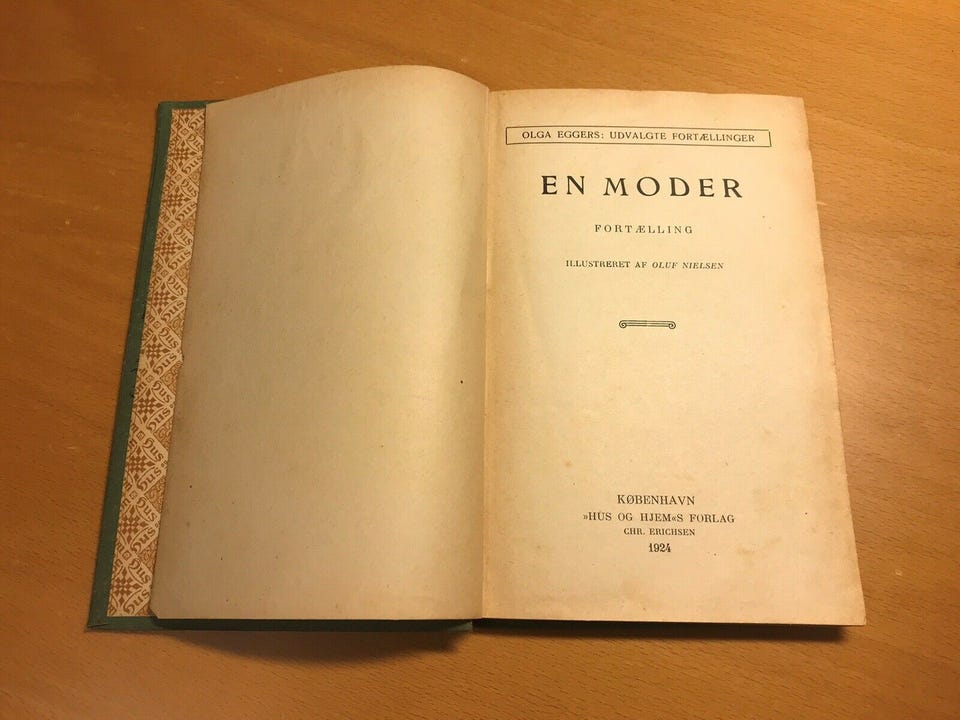 OLGA EGGERS: UDVALGTE FORTÆLLINGER
EN MODER
FORTÆLLING
ILLUSTRERET AF OLUF NIELSEN
KØBENHAVN
»HUS OG HJEM«S FORLAG
CHR. ERICHSEN
1924